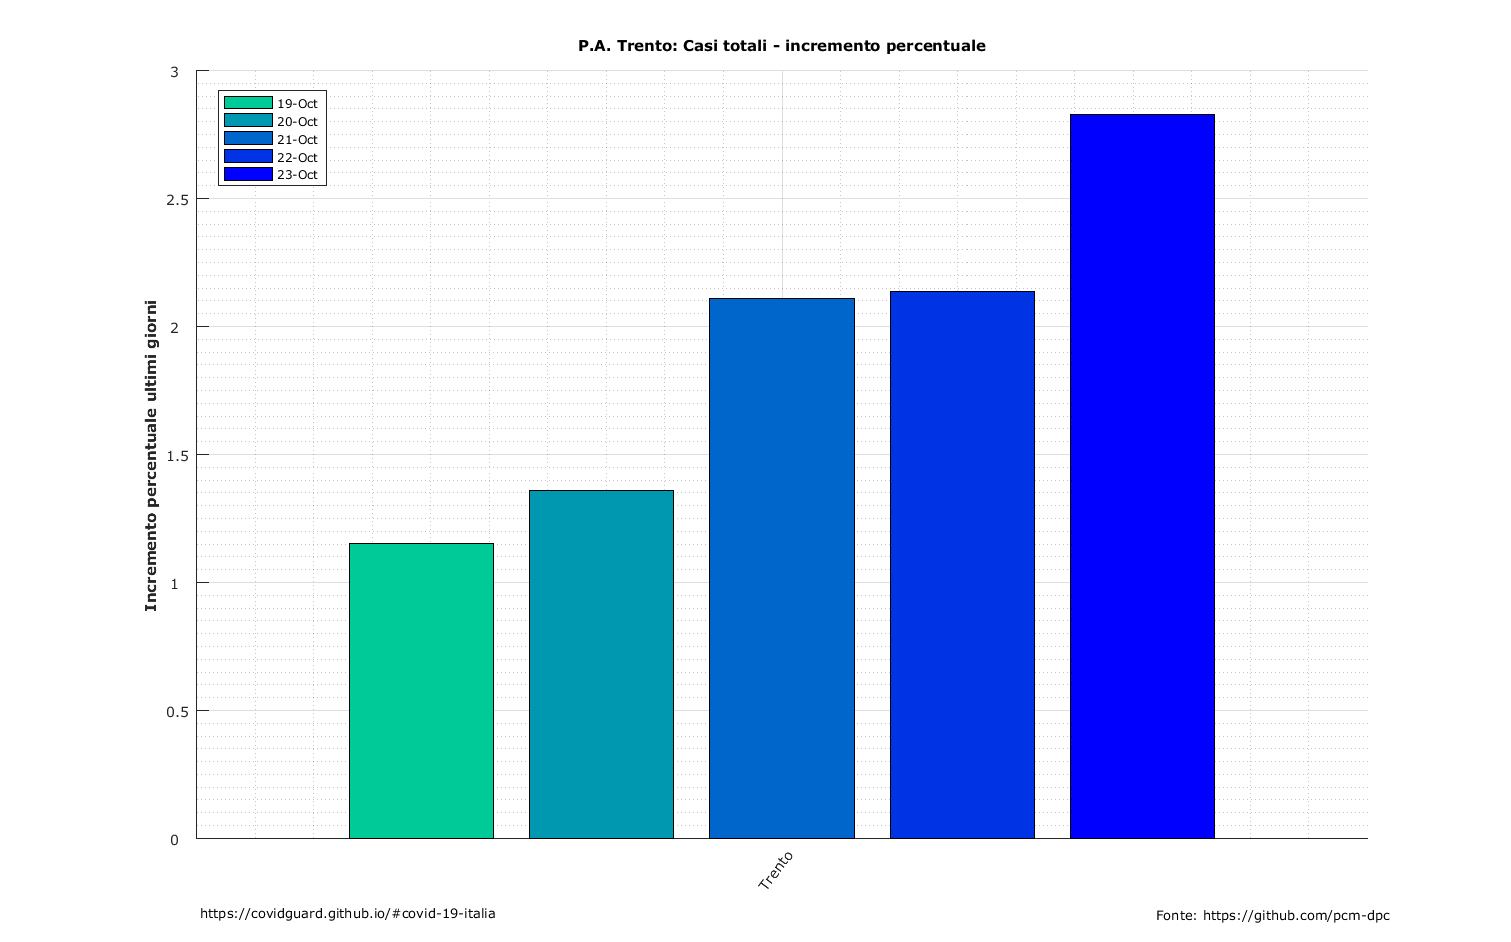 P.A. Trento: Casi totali - incremento percentuale
3
2.5
2
1.5
1
0.5
0
19-Oct
20-Oct
21-Oct
22-Oct
23-Oct
Incremento percentuale ultimi giorni
Trento
https://covidguard.github.io/#covid-19-italia
Fonte: https://github.com/pcm-dpc